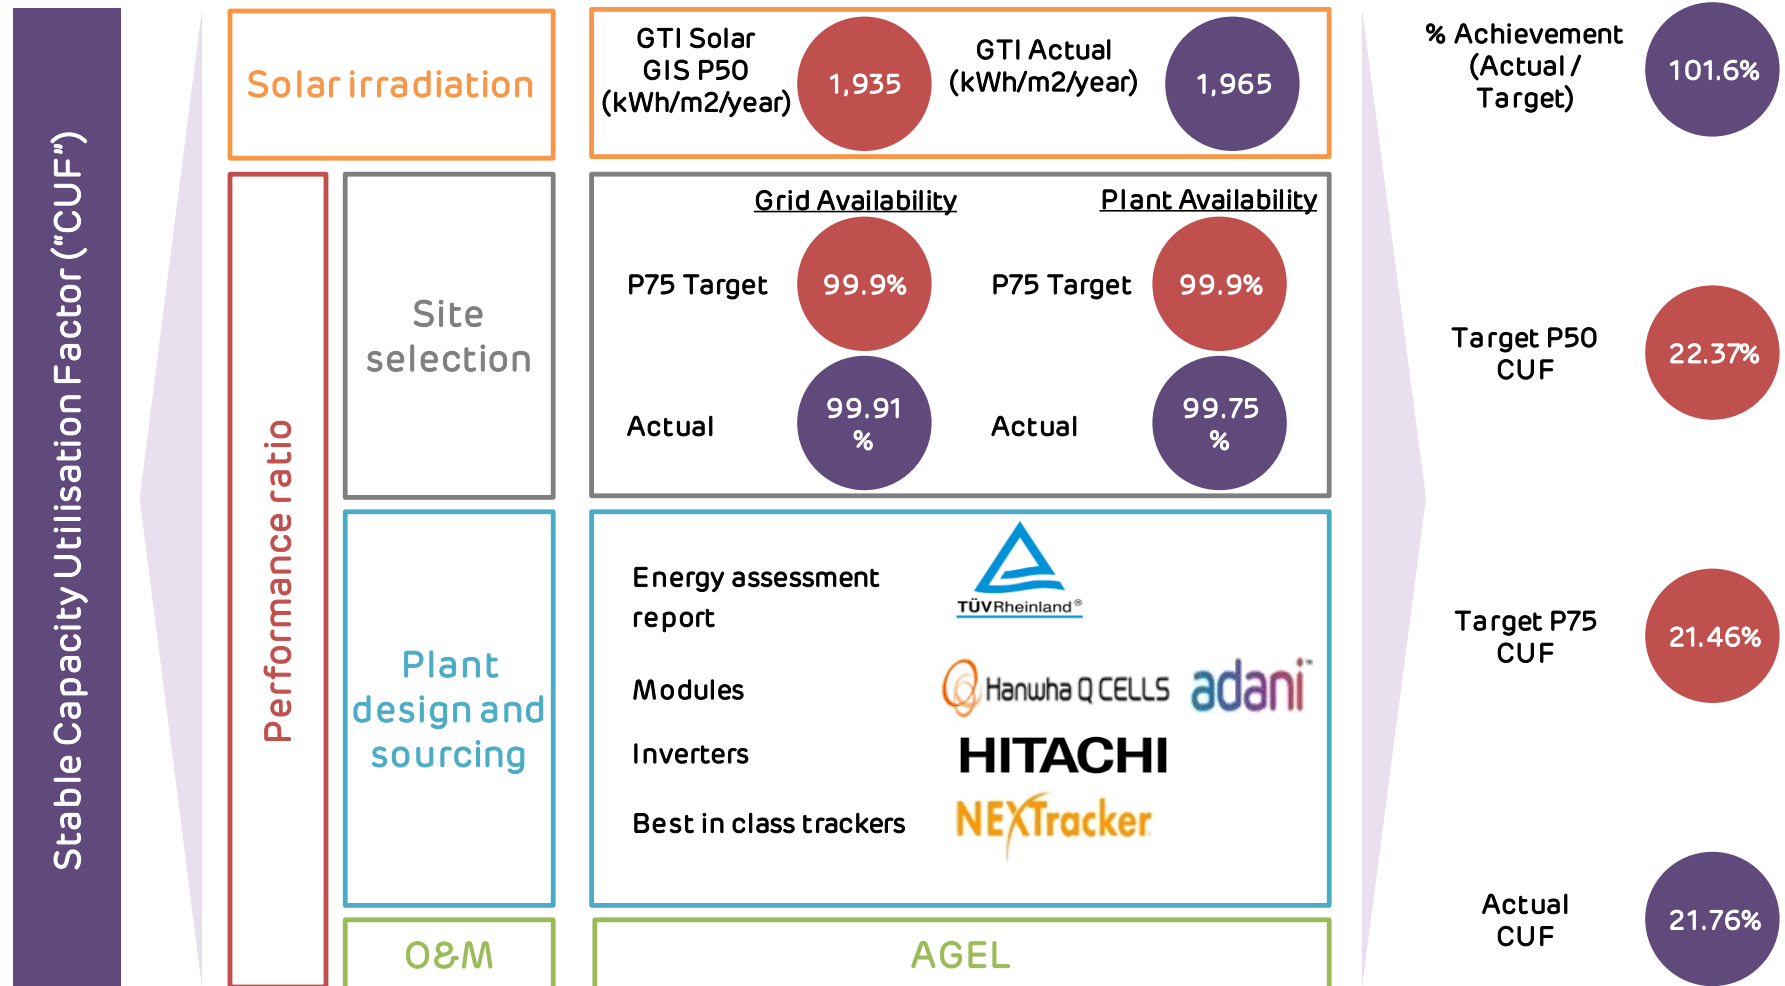 Stable Capacity Utilisation Factor ("CUF")
Solar irradiation
GTI Solar
GIS P50
(kWh/m2/year)
1,935
GTI Actual
(kWh/m2/year)
1,965
% Achievement
(Actual /
Target)
101.6%
Performance ratio
Site
selection
Grid Availability
Plant Availability
P75 Target
99.9%
P75 Target
99.9%
Actual
99.91
%
Actual
99.75
%
Target P50
CUF
22.37%
Plant
design and
sourcing
Energy assessment
report
TÜVRheinland®
Modules
Hanwha Q CELLS
adani™
Inverters
HITACHI
Best in class trackers
NEXTracker
Target P75
CUF
21.46%
O&M
AGEL
Actual
CUF
21.76%